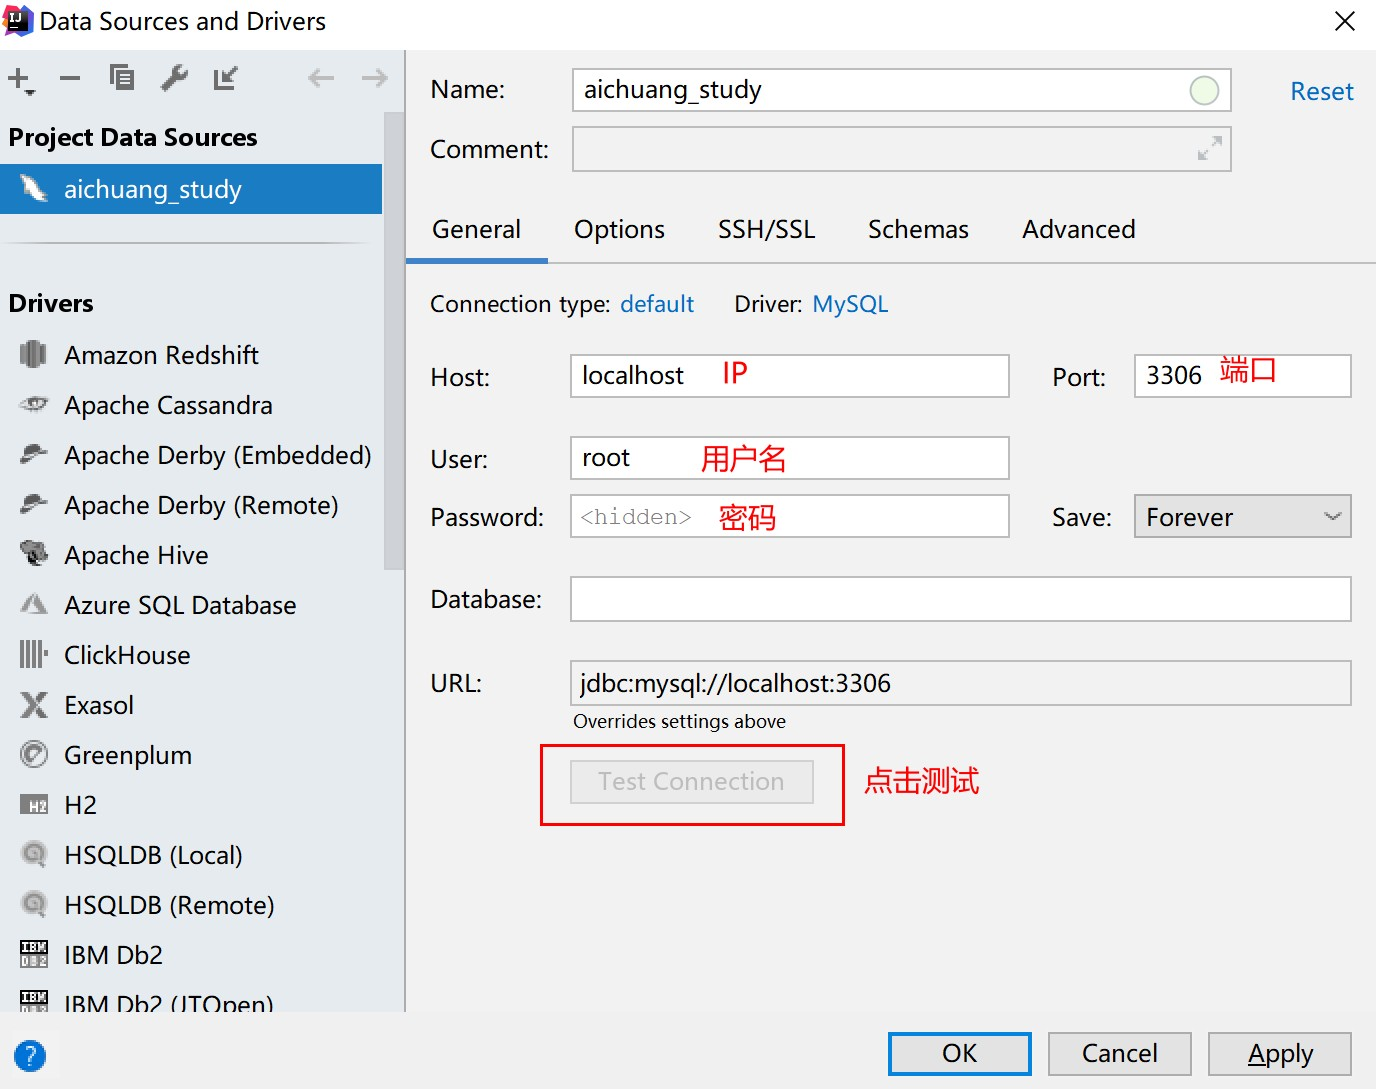 Data Sources and Drivers
Project Data Sources
aichuang_study
Drivers
Amazon Redshift
Apache Cassandra
Apache Derby (Embedded)
Apache Derby (Remote)
Apache Hive
Azure SQL Database
ClickHouse
Exasol
Greenplum
H2
HSQLDB (Local)
HSQLDB (Remote)
IBM Db2
IBM Db2 (JTOpen)
Name: aichuang_study Reset
Comment:
General Options SSH/SSL Schemas Advanced
Connection type: default Driver: MySQL
Host: localhost IP Port: 3306 端口
User: root 用户名
Password: <hidden> 密码 Save: Forever
Database:
URL: jdbc:mysql://localhost:3306
Overrides settings above
Test Connection 点击测试
? OK Cancel Apply